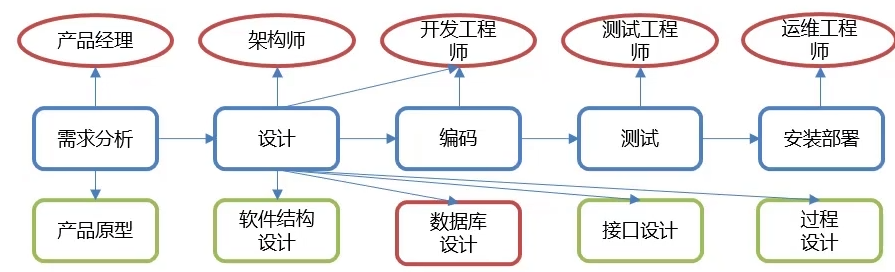 产品经理
架构师
开发工程
师
测试工程
师
运维工程
师
需求分析
设计
编码
测试
安装部署
产品原型
软件结构
设计
数据库
设计
接口设计
过程
设计